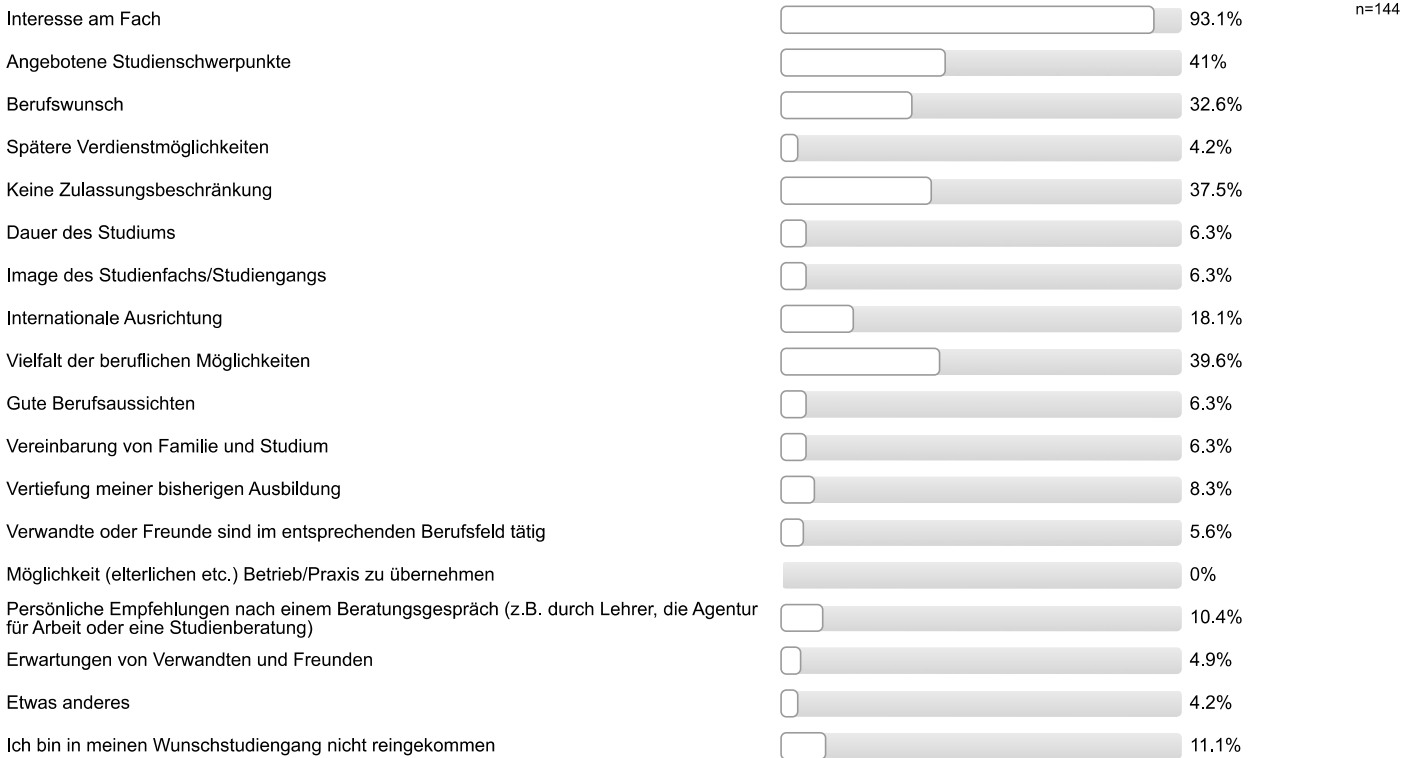 Interesse am Fach 93.1% n=144
Angebotene Studienschwerpunkte 41%
Berufswunsch 32.6%
Spätere Verdienstmöglichkeiten 4.2%
Keine Zulassungsbeschränkung 37.5%
Dauer des Studiums 6.3%
Image des Studienfachs/Studiengangs 6.3%
Internationale Ausrichtung 18.1%
Vielfalt der beruflichen Möglichkeiten 39.6%
Gute Berufsaussichten 6.3%
Vereinbarung von Familie und Studium 6.3%
Vertiefung meiner bisherigen Ausbildung 8.3%
Verwandte oder Freunde sind im entsprechenden Berufsfeld tätig 5.6%
Möglichkeit (elterlichen etc.) Betrieb/Praxis zu übernehmen 0%
Persönliche Empfehlungen nach einem Beratungsgespräch (z.B. durch Lehrer, die Agentur
für Arbeit oder eine Studienberatung) 10.4%
Erwartungen von Verwandten und Freunden 4.9%
Etwas anderes 4.2%
Ich bin in meinen Wunschstudiengang nicht reingekommen 11.1%